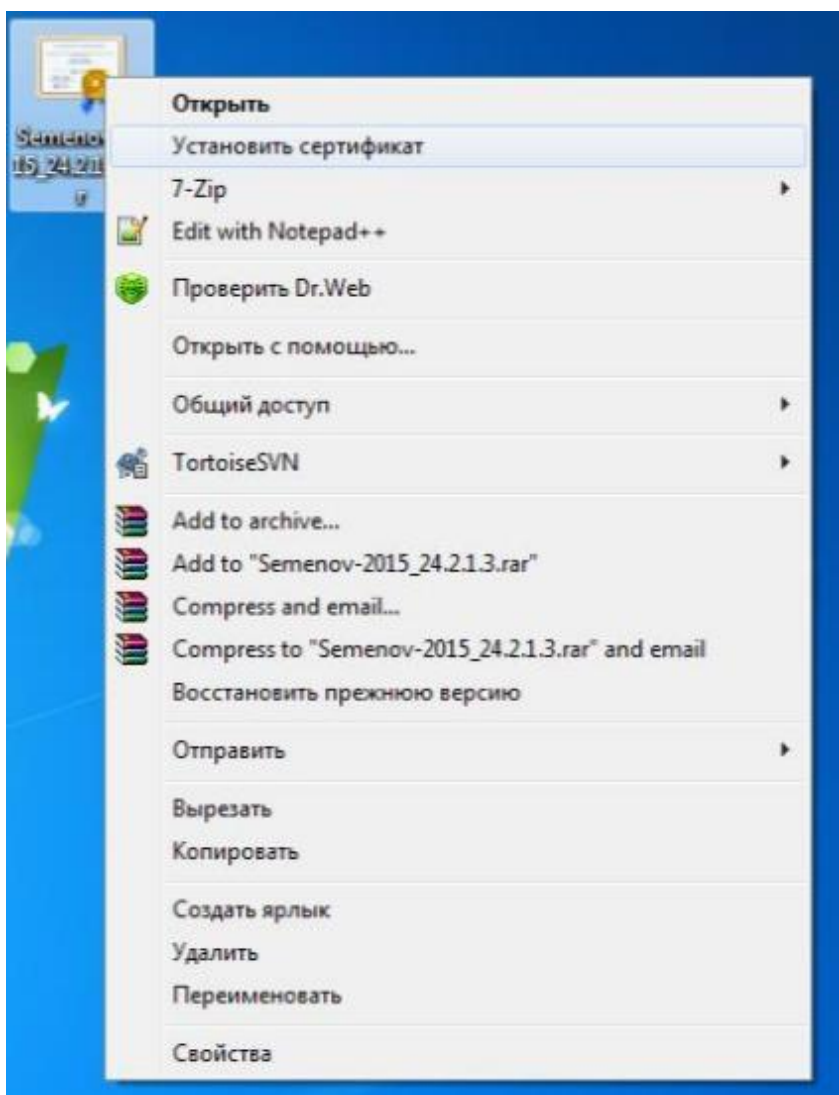 Semenov
Открыть
Установить сертификат
7-Zip
Edit with Notepad++
Проверить Dr.Web
Открыть с помощью...
Общий доступ
TortoiseSVN
Add to archive...
Add to "Semenov-2015_24.2.1.3.rar"
Compress and email...
Compress to "Semenov-2015_24.2.1.3.rar" and email
Восстановить прежнюю версию
Отправить
Вырезать
Копировать
Создать ярлык
Удалить
Переименовать
Свойства